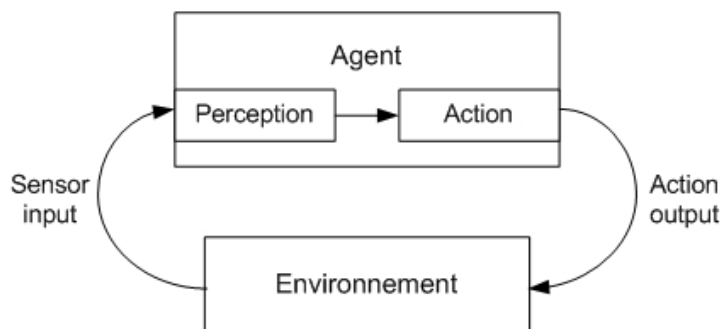 Agent
Perception
Action
Sensor
input
Action
output
Environnement